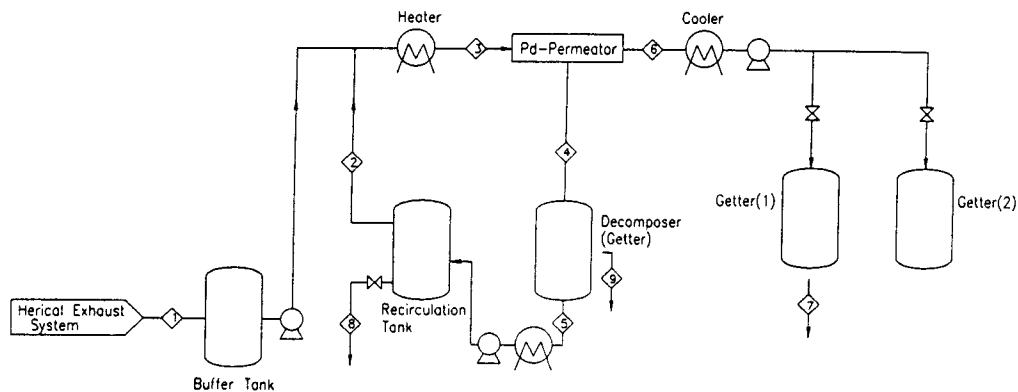 Heater
Cooler
3
Pd-Permeator
6
2
4
Getter(1)
Getter(2)
Decomposer
(Getter)
9
Herical Exhaust
System
1
Recirculation
Tank
8
5
7
Buffer Tank